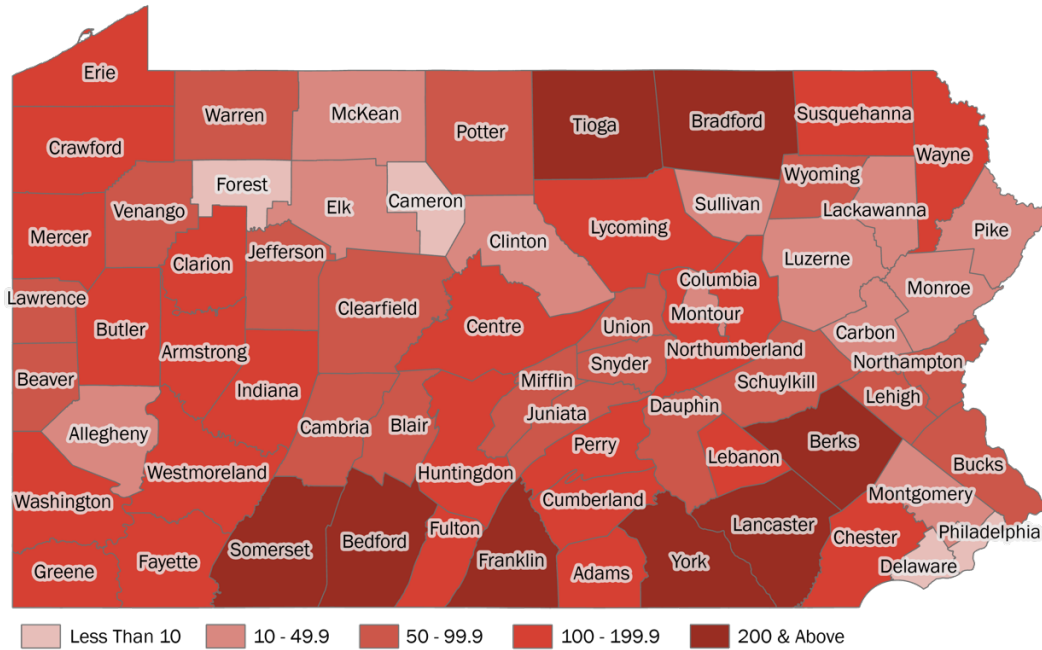 Erie
Warren
McKean
Potter
Tioga
Bradford
Susquehanna
Wayne
Crawford
Forest
Cameron
Wyoming
Venango
Elk
Sullivan
Lackawanna
Mercer
Clarion
Jefferson
Clinton
Lycoming
Pike
Luzerne
Columbia
Monroe
Lawrence
Butler
Clearfield
Centre
Union
Montour
Carbon
Armstrong
Snyder
Northumberland
Northampton
Beaver
Indiana
Mifflin
Schuylkill
Lehigh
Allegheny
Cambria
Blair
Juniata
Dauphin
Westmoreland
Huntingdon
Perry
Lebanon
Berks
Bucks
Washington
Cumberland
Montgomery
Greene
Fayette
Somerset
Bedford
Fulton
Franklin
Adams
York
Lancaster
Chester
Philadelphia
Delaware
Less Than 10
10 - 49.9
50 - 99.9
100 - 199.9
200 & Above